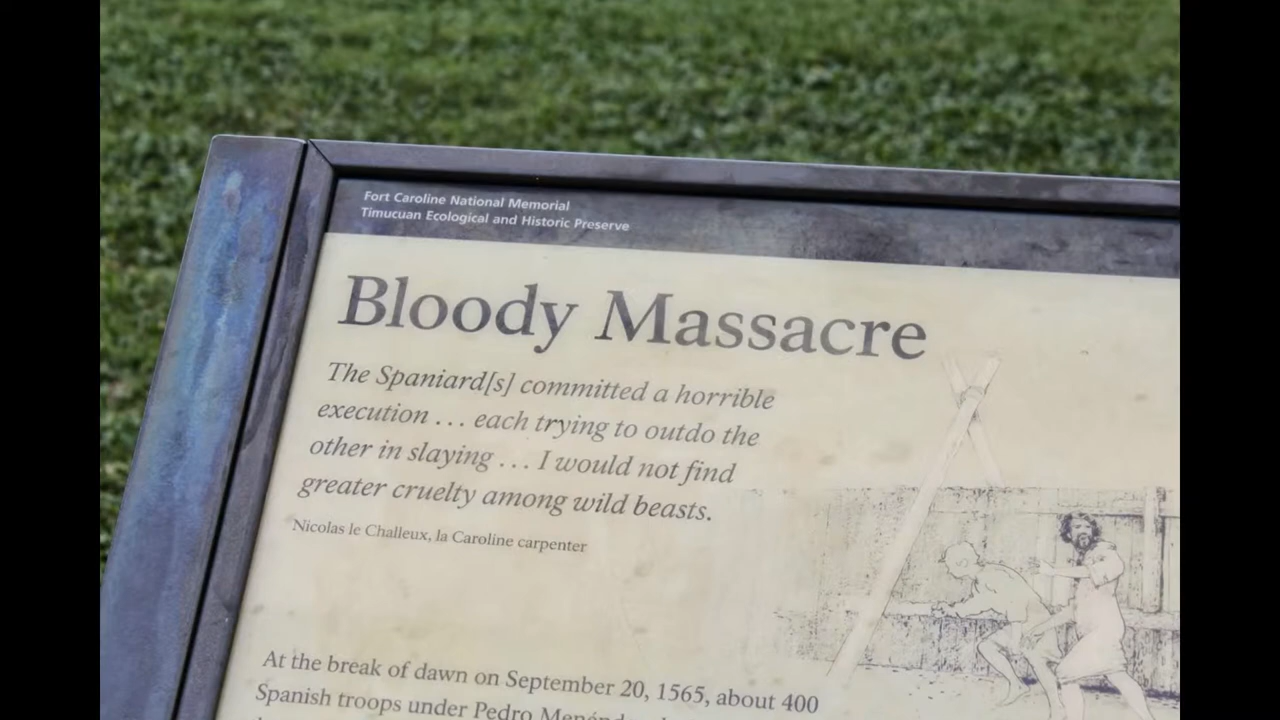 Fort Caroline National Memorial
Timucuan Ecological and Historic Preserve
Bloody Massacre
The Spaniard[s] committed a horrible
execution . . . each trying to outdo the
other in slaying . . . I would not find
greater cruelty among wild beasts.
Nicolas le Challeux, la Caroline carpenter
At the break of dawn on September 20, 1565, about 400
Spanish troops under Pedro